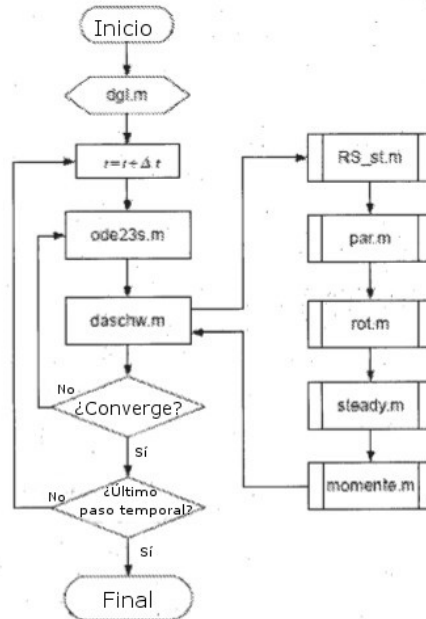 Inicio
dgl.m
t=t+Δt
ode23s.m
daschw.m
No
¿Converge?
Sí
No
¿Último
paso temporal?
Sí
Final
RS_st.m
par.m
rot.m
steady.m
momente.m